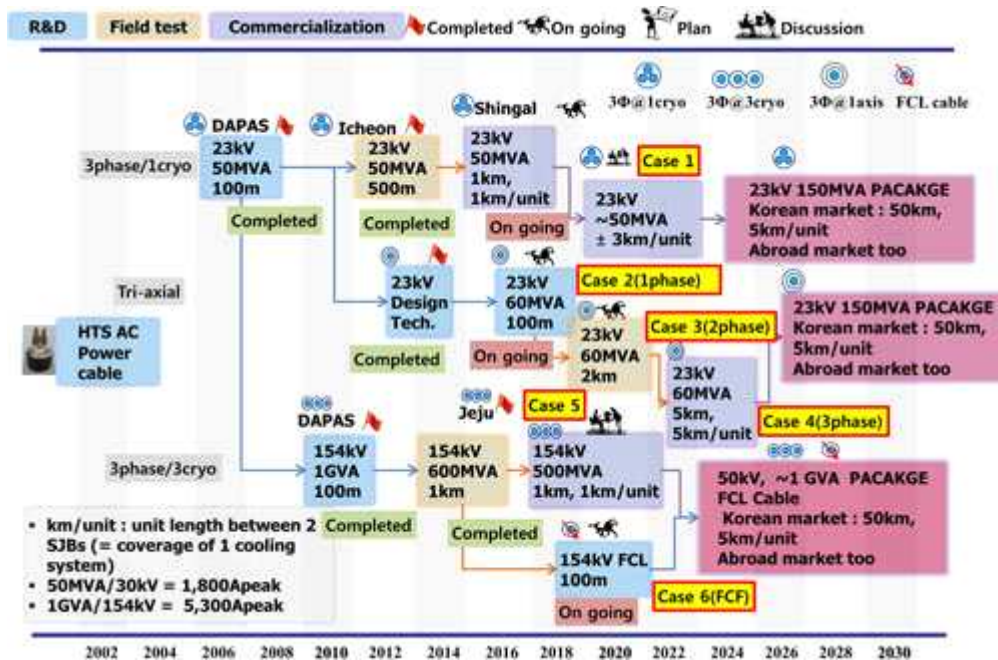 R&D
Field test
Commercialization
Completed
On going
Plan
Discussion
3Φ@1cryo
3Φ@3cryo
3Φ@1axis
FCL cable
3phase/1cryo
DAPAS
23kV
50MVA
100m
Completed
Icheon
23kV
50MVA
500m
Completed
Shingal
23kV
50MVA
1km,
1km/unit
On going
Case 1
23kV
~50MVA
± 3km/unit
23kV 150MVA PACAKGE
Korean market : 50km,
5km/unit
Abroad market too
Tri-axial
23kV
Design
Tech.
Completed
23kV
60MVA
100m
On going
Case 2(1phase)
23kV
60MVA
2km
Case 3(2phase)
23kV
60MVA
5km,
5km/unit
Case 4(3phase)
23kV 150MVA PACAKGE
Korean market : 50km,
5km/unit
Abroad market too
HTS AC
Power
cable
3phase/3cryo
DAPAS
154kV
1GVA
100m
Completed
Jeju
154kV
600MVA
1km
Completed
Case 5
154kV
500MVA
1km, 1km/unit
154kV FCL
100m
On going
Case 6(FCF)
50kV, ~1 GVA PACAKGE
FCL Cable
Korean market : 50km,
5km/unit
Abroad market too
• km/unit : unit length between 2
SJBs (= coverage of 1 cooling
system)
• 50MVA/30kV = 1,800Apeak
• 1GVA/154kV = 5,300Apeak
2002 2004 2006 2008 2010 2012 2014 2016 2018 2020 2022 2024 2026 2028 2030